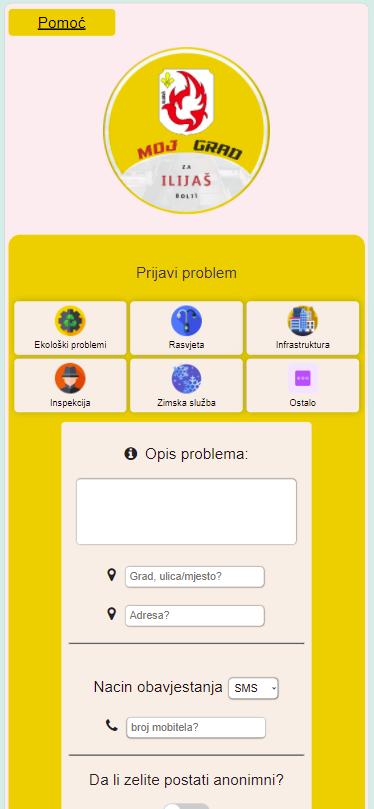 Pomoć
MOJ GRAD
ZA
ILIJAŠ
BOLJI
Prijavi problem
Ekološki problemi
Rasvjeta
Infrastruktura
Inspekcija
Zimska služba
Ostalo
Opis problema:
Grad, ulica/mjesto?
Adresa?
Nacin obavjestanja SMS
broj mobitela?
Da li zelite postati anonimni?